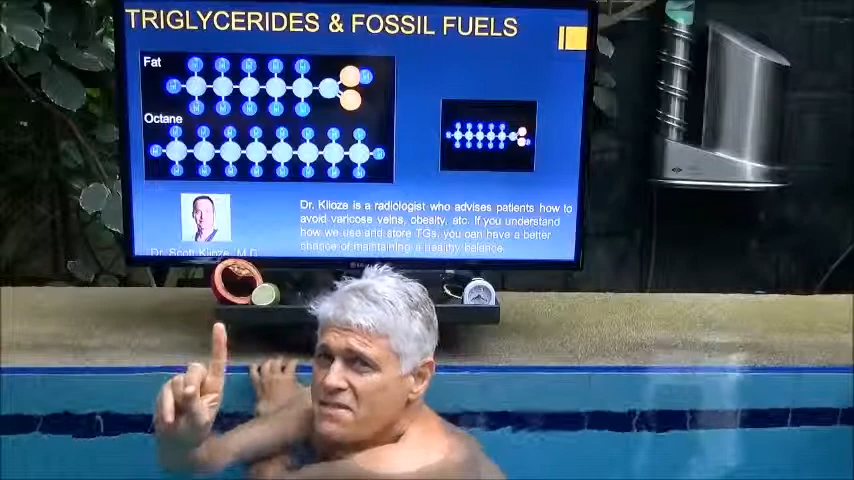 TRIGLYCERIDES & FOSSIL FUELS
Fat
Octane
Dr. Klioze is a radiologist who advises patients how to
avoid varicose veins, obesity, etc. If you understand
how we use and store TGs, you can have a better
chance of maintaining a healthy balance.
Dr. Scott Klioze, M.D.